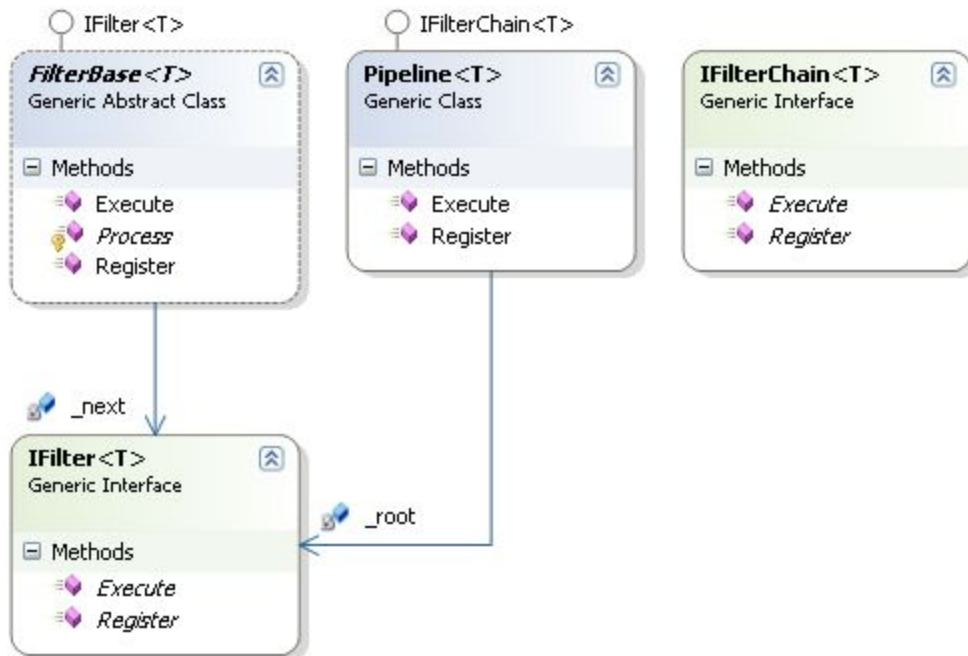 IFilter<T>
FilterBase<T>
Generic Abstract Class
Methods
Execute
Process
Register
IFilterChain<T>
Pipeline<T>
Generic Class
Methods
Execute
Register
IFilterChain<T>
Generic Interface
Methods
Execute
Register
_next
IFilter<T>
Generic Interface
Methods
Execute
Register
_root